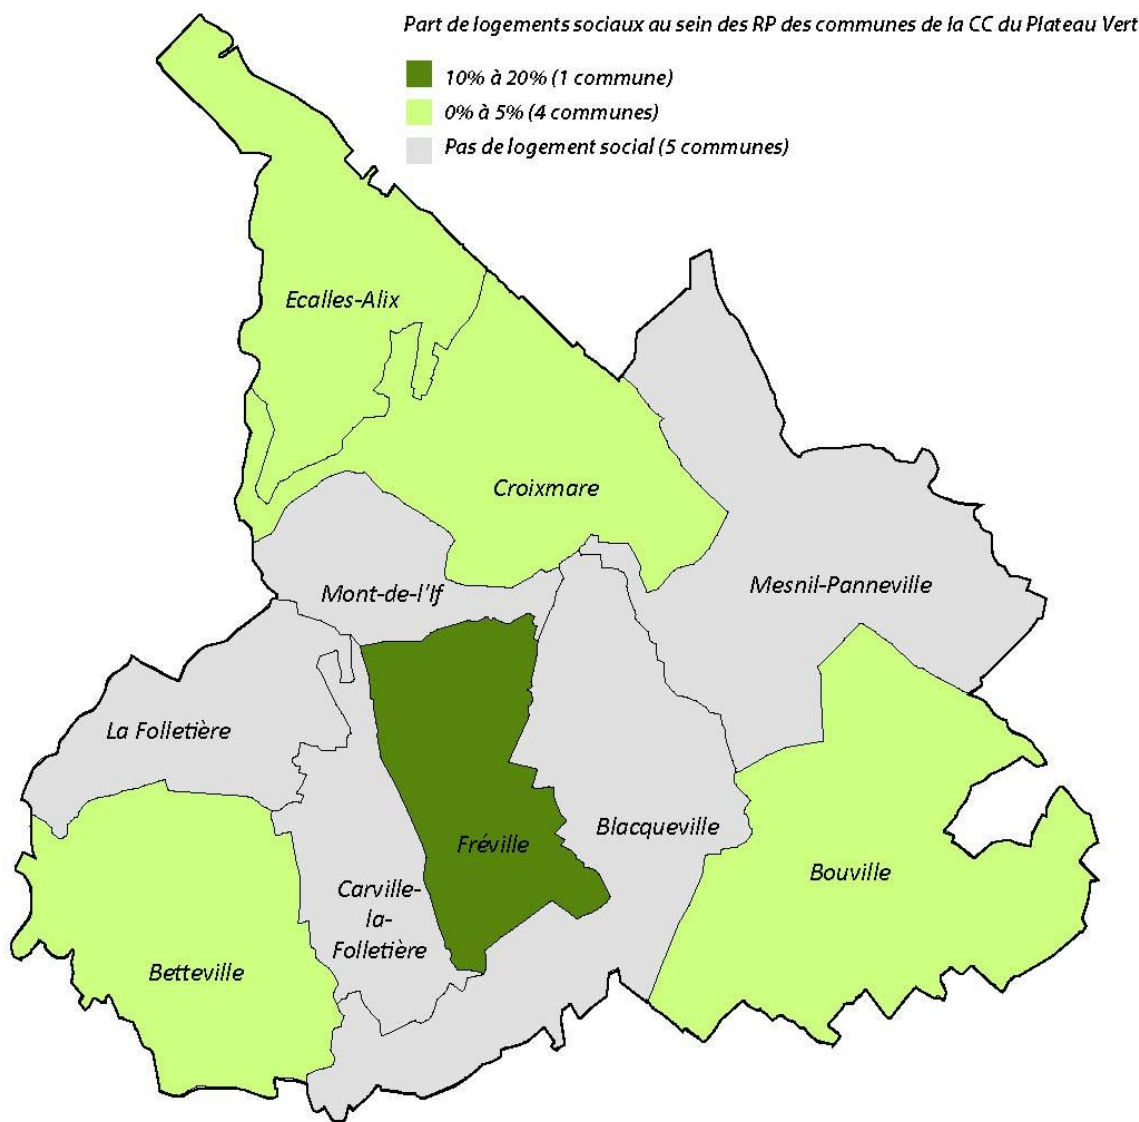 Part de logements sociaux au sein des RP des communes de la CC du Plateau Vert
10% à 20% (1 commune)
0% à 5% (4 communes)
Pas de logement social (5 communes)
Ecalles-Alix
Croixmare
Mont-de-l'If
Mesnil-Panneville
La Folletière
Fréville
Blacqueville
Bouville
Carville-
la-
Folletière
Betteville